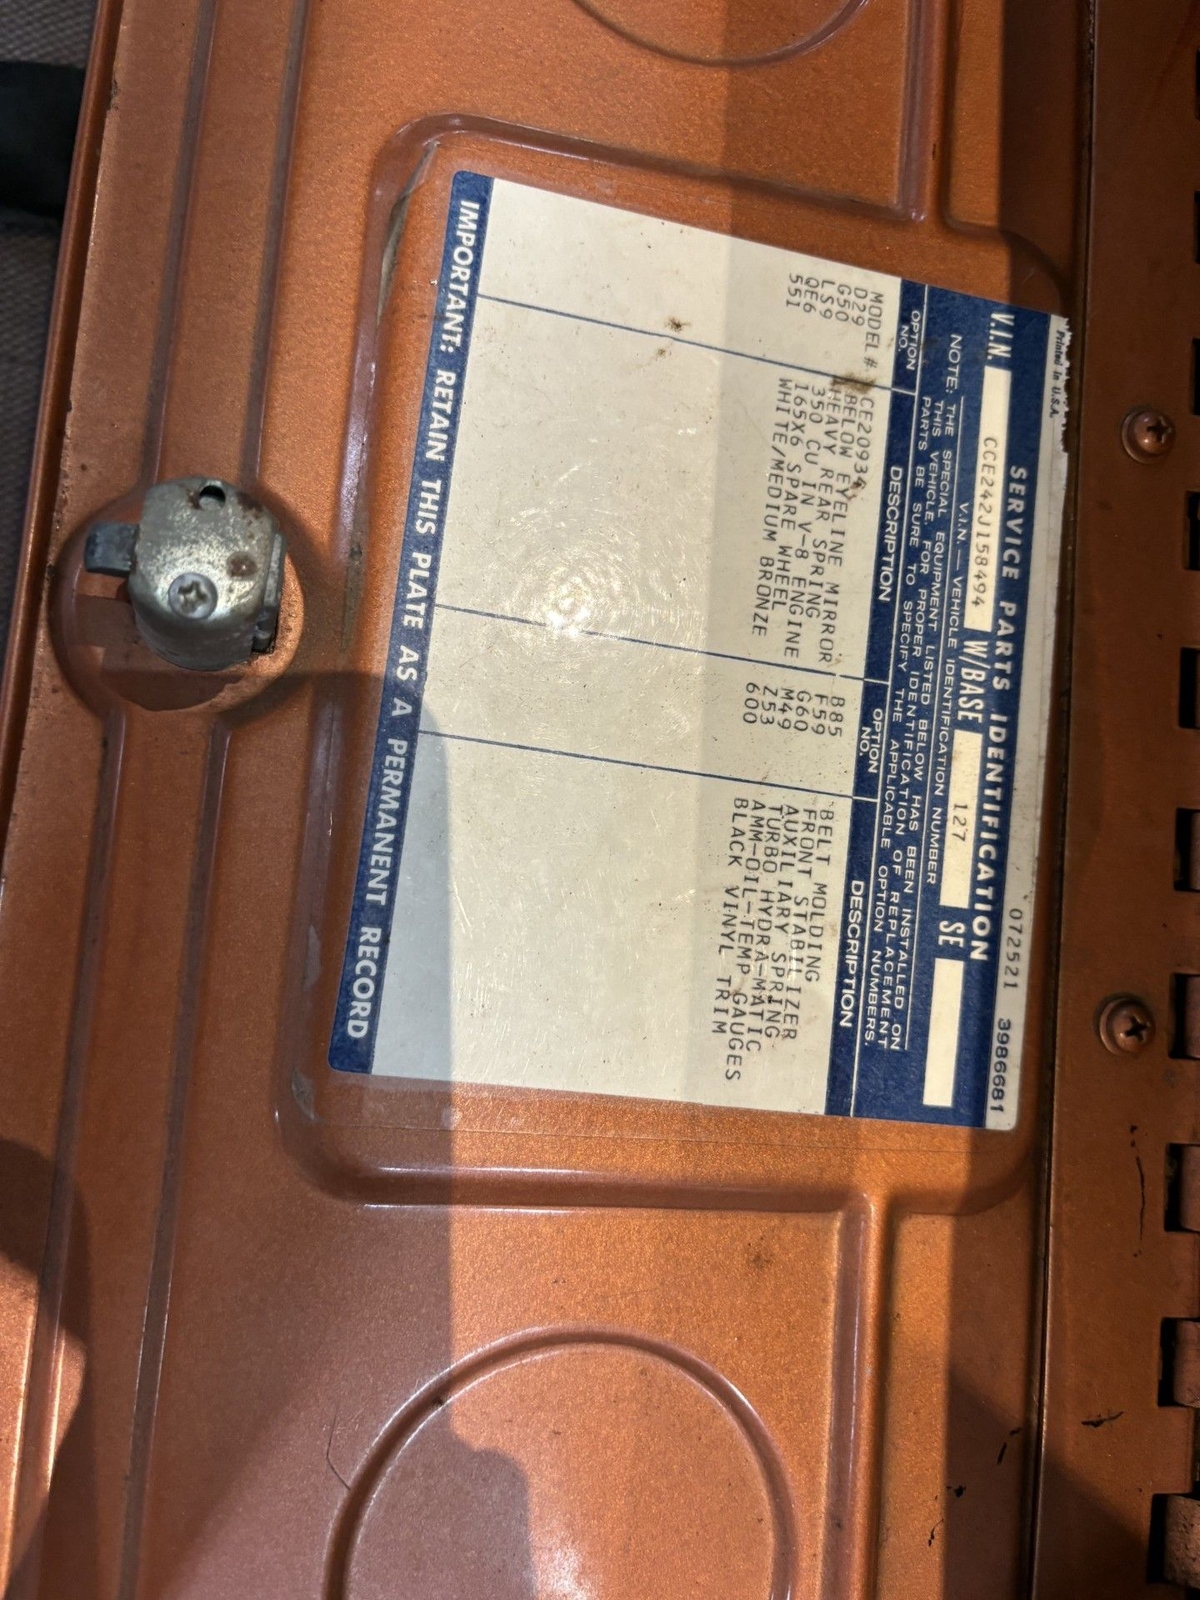 Printed in U.S.A.
SERVICE PARTS IDENTIFICATION 072521 3986681
V.I.N. CCE242J158494 W/BASE 127 SE
V.I.N. — VEHICLE IDENTIFICATION NUMBER
NOTE: THE SPECIAL EQUIPMENT LISTED BELOW HAS BEEN INSTALLED ON
THIS VEHICLE. FOR PROPER IDENTIFICATION OF REPLACEMENT
PARTS BE SURE TO SPECIFY THE APPLICABLE OPTION NUMBERS.
OPTION NO. DESCRIPTION OPTION NO. DESCRIPTION
MODEL # CE20934
D29 BELOW EYELINE MIRROR B85 BELT MOLDING
G50 HEAVY REAR SPRING F59 FRONT STABILIZER
LS9 350 CU IN V-8 ENGINE G60 AUXILIARY SPRING
QE6 165X6 SPARE WHEEL M49 TURBO HYDRA-MATIC
551 WHITE/MEDIUM BRONZE Z53 AMM-OIL-TEMP GAUGES
600 BLACK VINYL TRIM
IMPORTANT: RETAIN THIS PLATE AS A PERMANENT RECORD